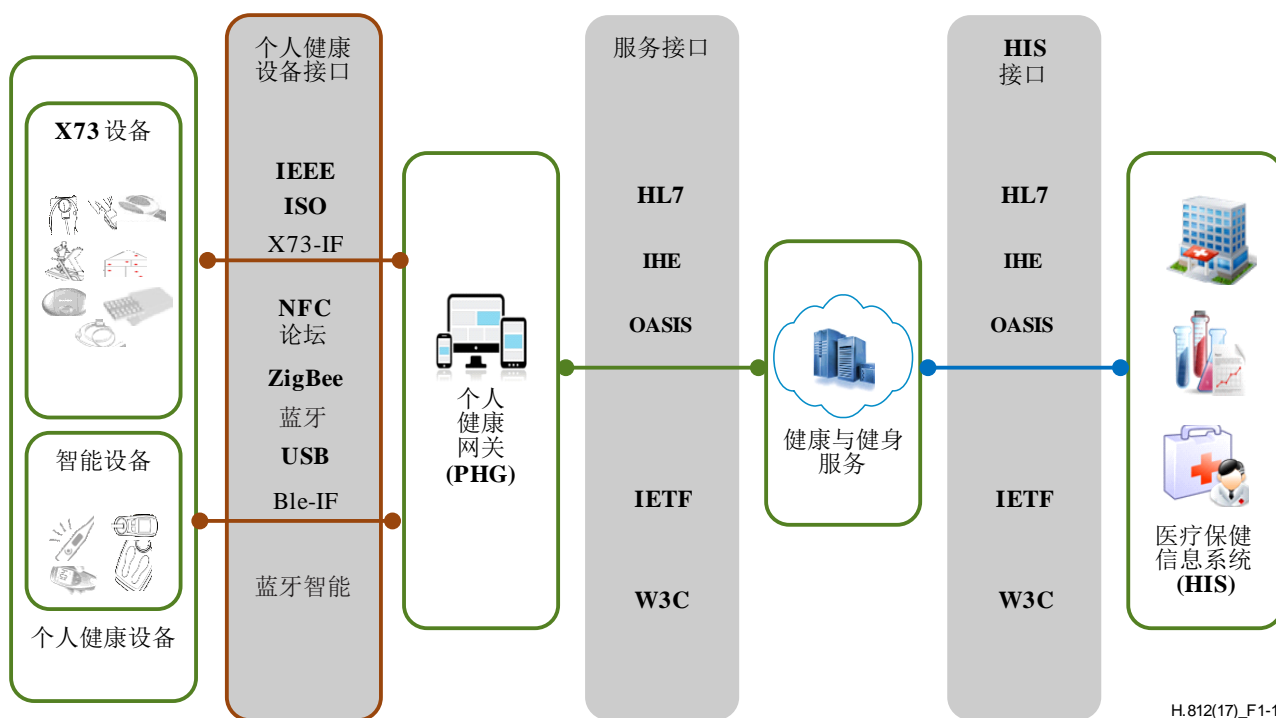 个人健康
设备接口
服务接口
HIS
接口
X73 设备
IEEE
ISO
X73-IF
NFC
论坛
ZigBee
蓝牙
USB
Ble-IF
蓝牙智能
智能设备
个人健康设备
个人
健康
网关
(PHG)
HL7
IHE
OASIS
IETF
W3C
健康与健身
服务
HL7
IHE
OASIS
IETF
W3C
医疗保健
信息系统
(HIS)
H.812(17)_F1-1